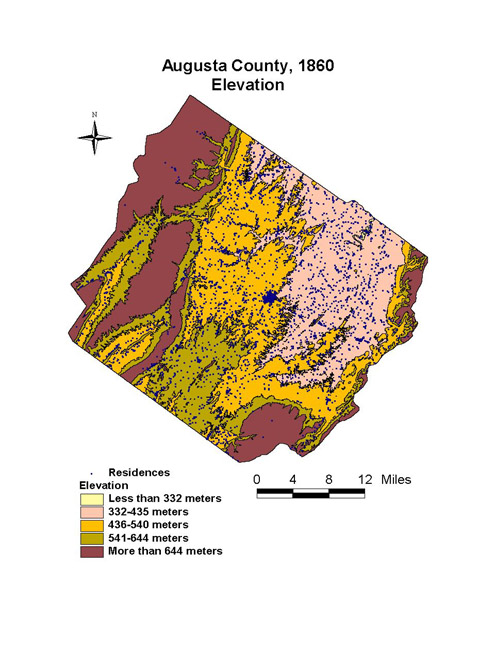 Augusta County, 1860
Elevation
N
Residences
Elevation
Less than 332 meters
332-435 meters
436-540 meters
541-644 meters
More than 644 meters
0 4 8 12 Miles